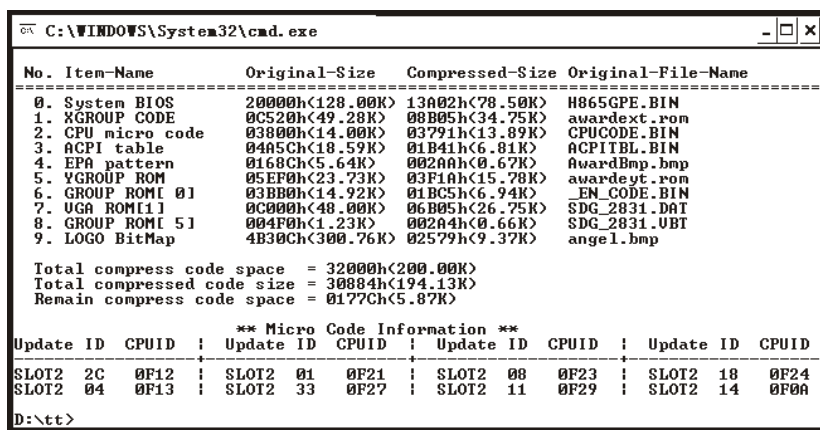 C:\WINDOWS\System32\cmd.exe
No. Item-Name Original-Size Compressed-Size Original-File-Name
================================================================================
0. System BIOS 20000h(128.00K) 13A02h(78.50K) H865GPE.BIN
1. XGROUP CODE 0C520h(49.28K) 08B05h(34.75K) awardext.rom
2. CPU micro code 03800h(14.00K) 03791h(13.89K) CPUCODE.BIN
3. ACPI table 04A5Ch(18.59K) 01B41h(6.81K) ACPITBL.BIN
4. EPA pattern 0168Ch(5.64K) 002AAh(0.67K) AwardBmp.bmp
5. YGROUP ROM 05EF0h(23.73K) 03F1Ah(15.78K) awardeyt.rom
6. GROUP ROM[ 0] 03BB0h(14.92K) 01BC5h(6.94K) _EN_CODE.BIN
7. VGA ROM[1] 0C000h(48.00K) 06B05h(26.75K) SDG_2831.DAT
8. GROUP ROM[ 5] 004F0h(1.23K) 002A4h(0.66K) SDG_2831.VBT
9. LOGO BitMap 4B30Ch(300.76K) 02579h(9.37K) angel.bmp
Total compress code space = 32000h(200.00K)
Total compressed code size = 30884h(194.13K)
Remain compress code space = 0177Ch(5.87K)
** Micro Code Information **
Update ID CPUID | Update ID CPUID | Update ID CPUID | Update ID CPUID
------------------+--------------------+--------------------+-------------------
SLOT2 2C 0F12 | SLOT2 01 0F21 | SLOT2 08 0F23 | SLOT2 18 0F24
SLOT2 04 0F13 | SLOT2 33 0F27 | SLOT2 11 0F29 | SLOT2 14 0F0A
D:\tt>